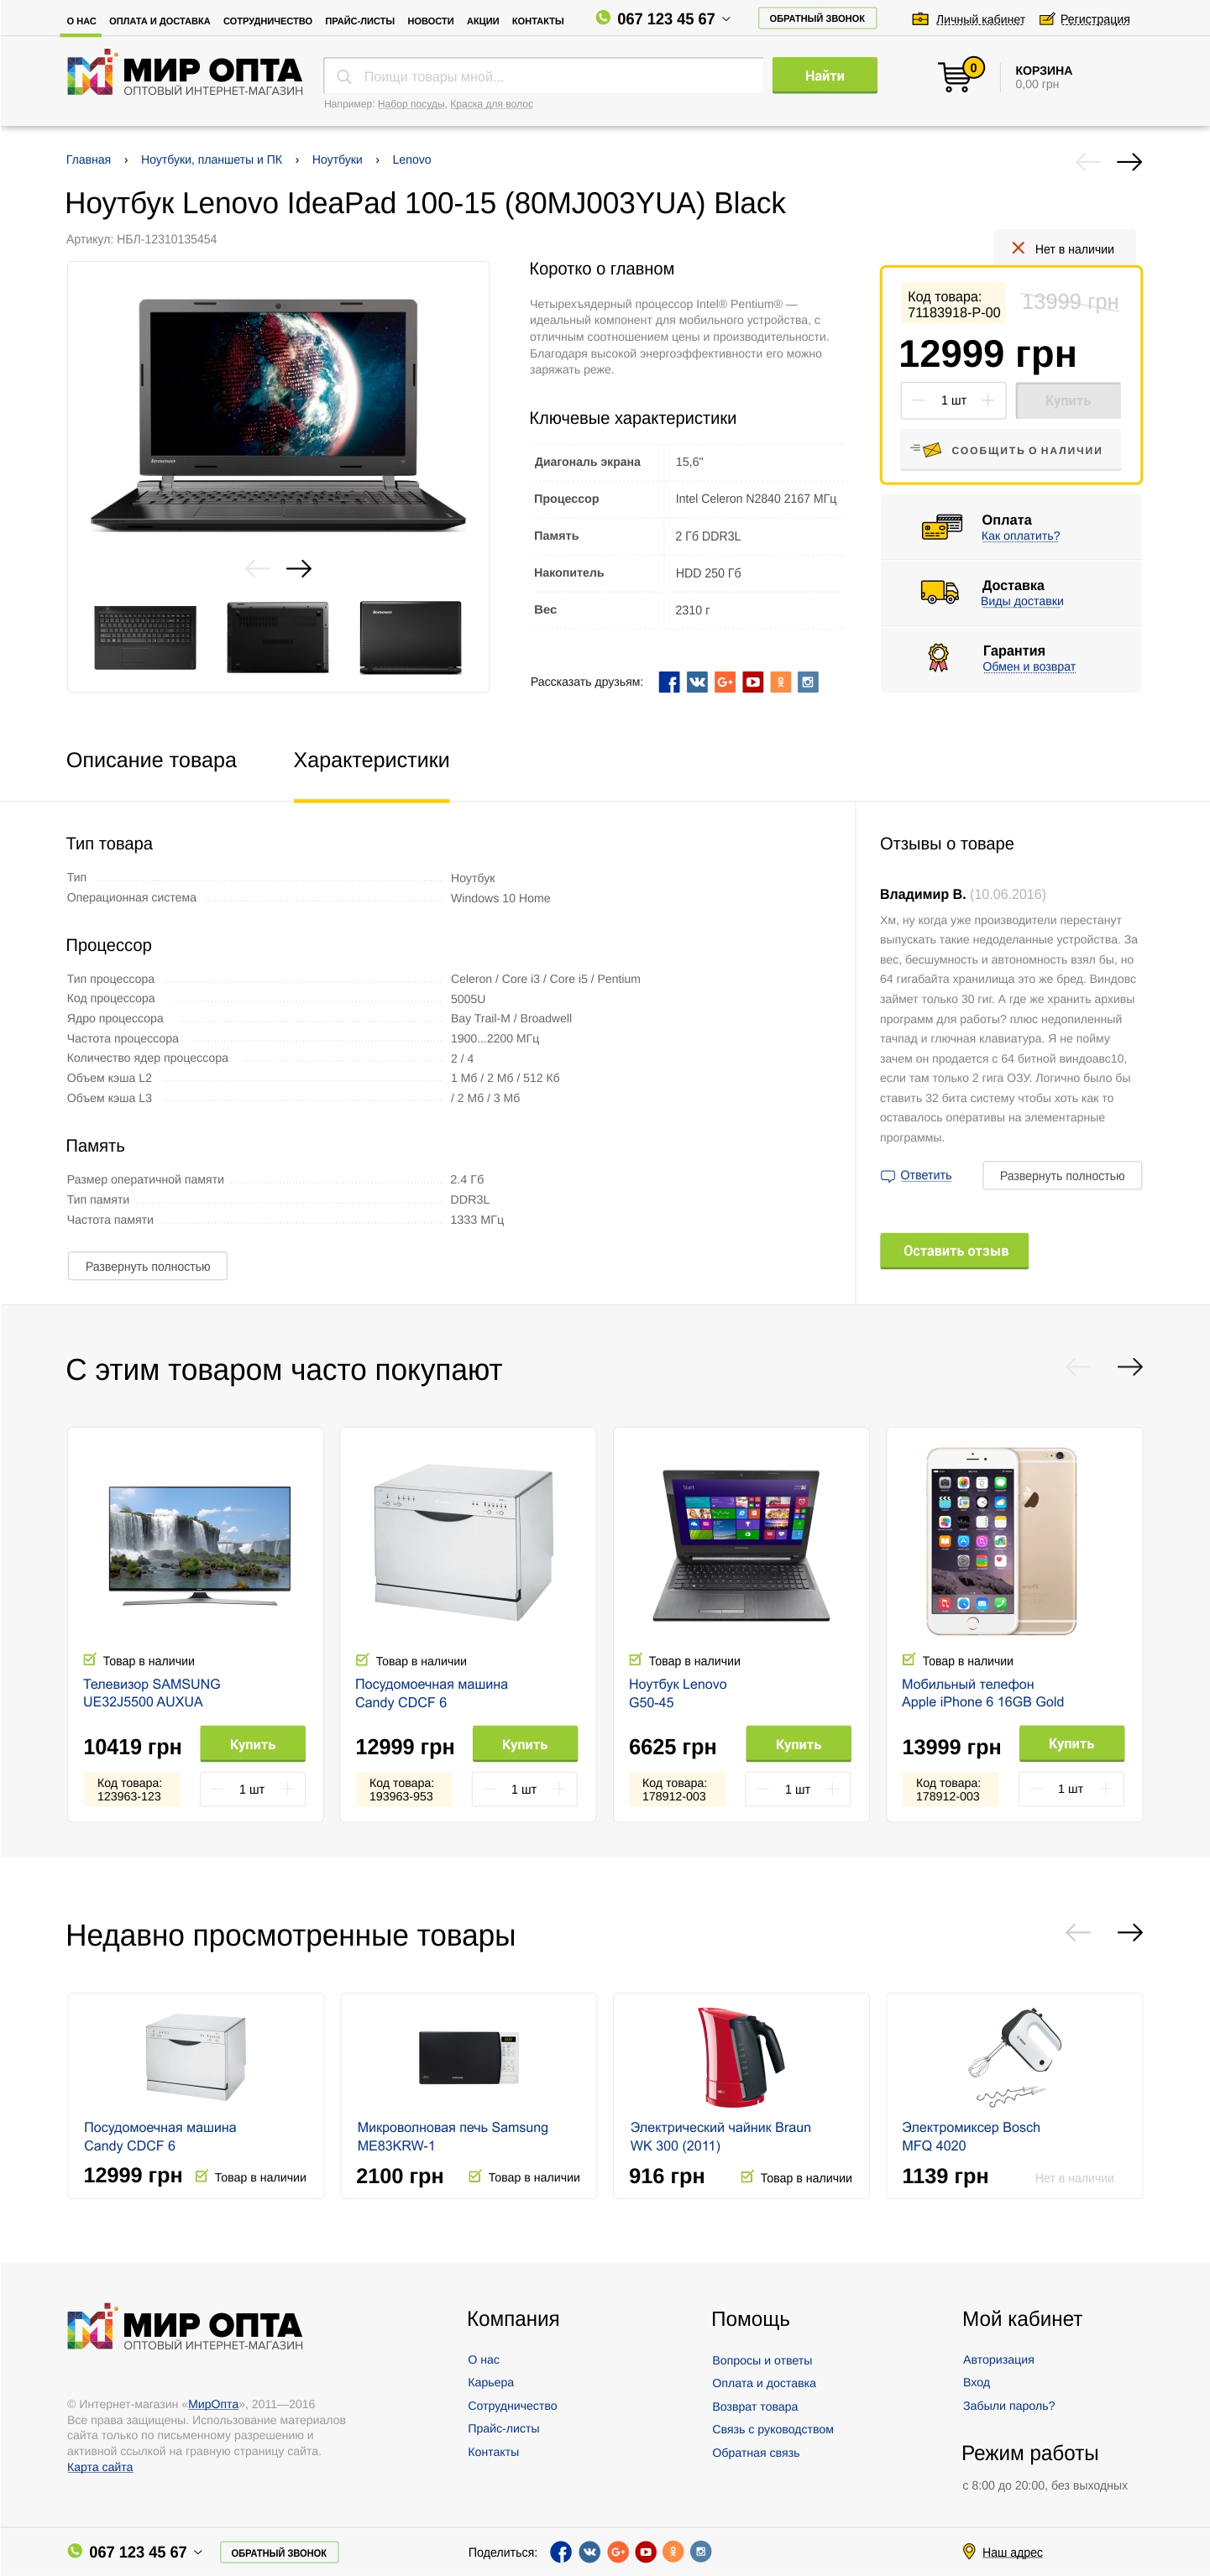 О НАС ОПЛАТА И ДОСТАВКА СОТРУДНИЧЕСТВО ПРАЙС-ЛИСТЫ НОВОСТИ АКЦИИ КОНТАКТЫ 067 123 45 67 ОБРАТНЫЙ ЗВОНОК Личный кабинет Регистрация
МИР ОПТА
ОПТОВЫЙ ИНТЕРНЕТ-МАГАЗИН
Поищи товары мной...
Найти
Например: Набор посуды, Краска для волос
0
КОРЗИНА
0,00 грн
Главная › Ноутбуки, планшеты и ПК › Ноутбуки › Lenovo
Ноутбук Lenovo IdeaPad 100-15 (80MJ003YUA) Black
Артикул: НБЛ-12310135454
Коротко о главном
Четырехъядерный процессор Intel® Pentium® —
идеальный компонент для мобильного устройства, с
отличным соотношением цены и производительности.
Благодаря высокой энергоэффективности его можно
заряжать реже.
Ключевые характеристики
Диагональ экрана 15,6"
Процессор Intel Celeron N2840 2167 МГц
Память 2 Гб DDR3L
Накопитель HDD 250 Гб
Вес 2310 г
Рассказать друзьям:
Нет в наличии
Код товара:
71183918-P-00
13999 грн
12999 грн
1 шт
Купить
СООБЩИТЬ О НАЛИЧИИ
Оплата
Как оплатить?
Доставка
Виды доставки
Гарантия
Обмен и возврат
Описание товара Характеристики
Тип товара
Тип Ноутбук
Операционная система Windows 10 Home
Процессор
Тип процессора Celeron / Core i3 / Core i5 / Pentium
Код процессора 5005U
Ядро процессора Bay Trail-M / Broadwell
Частота процессора 1900...2200 МГц
Количество ядер процессора 2 / 4
Объем кэша L2 1 Мб / 2 Мб / 512 Кб
Объем кэша L3 / 2 Мб / 3 Мб
Память
Размер оператичной памяти 2.4 Гб
Тип памяти DDR3L
Частота памяти 1333 МГц
Развернуть полностью
Отзывы о товаре
Владимир В. (10.06.2016)
Хм, ну когда уже производители перестанут
выпускать такие недоделанные устройства. За
вес, бесшумность и автономность взял бы, но
64 гигабайта хранилища это же бред. Виндовс
займет только 30 гиг. А где же хранить архивы
программ для работы? плюс недопиленный
тачпад и глючная клавиатура. Я не пойму
зачем он продается с 64 битной виндоавс10,
если там только 2 гига ОЗУ. Логично было бы
ставить 32 бита систему чтобы хоть как то
оставалось оперативы на элементарные
программы.
Ответить
Развернуть полностью
Оставить отзыв
С этим товаром часто покупают
Товар в наличии
Телевизор SAMSUNG
UE32J5500 AUXUA
10419 грн
Купить
Код товара:
123963-123
1 шт
Товар в наличии
Посудомоечная машина
Candy CDCF 6
12999 грн
Купить
Код товара:
193963-953
1 шт
Start
Товар в наличии
Ноутбук Lenovo
G50-45
6625 грн
Купить
Код товара:
178912-003
1 шт
Товар в наличии
Мобильный телефон
Apple iPhone 6 16GB Gold
13999 грн
Купить
Код товара:
178912-003
1 шт
Недавно просмотренные товары
Посудомоечная машина
Candy CDCF 6
12999 грн
Товар в наличии
Микроволновая печь Samsung
ME83KRW-1
2100 грн
Товар в наличии
Электрический чайник Braun
WK 300 (2011)
916 грн
Товар в наличии
Электромиксер Bosch
MFQ 4020
1139 грн
Нет в наличии
МИР ОПТА
ОПТОВЫЙ ИНТЕРНЕТ-МАГАЗИН
© Интернет-магазин «МирОпта», 2011—2016
Все права защищены. Использование материалов
сайта только по письменному разрешению и
активной ссылкой на гравную страницу сайта.
Карта сайта
Компания
О нас
Карьера
Сотрудничество
Прайс-листы
Контакты
Помощь
Вопросы и ответы
Оплата и доставка
Возврат товара
Связь с руководством
Обратная связь
Мой кабинет
Авторизация
Вход
Забыли пароль?
Режим работы
с 8:00 до 20:00, без выходных
067 123 45 67
ОБРАТНЫЙ ЗВОНОК
Поделиться:
Наш адрес